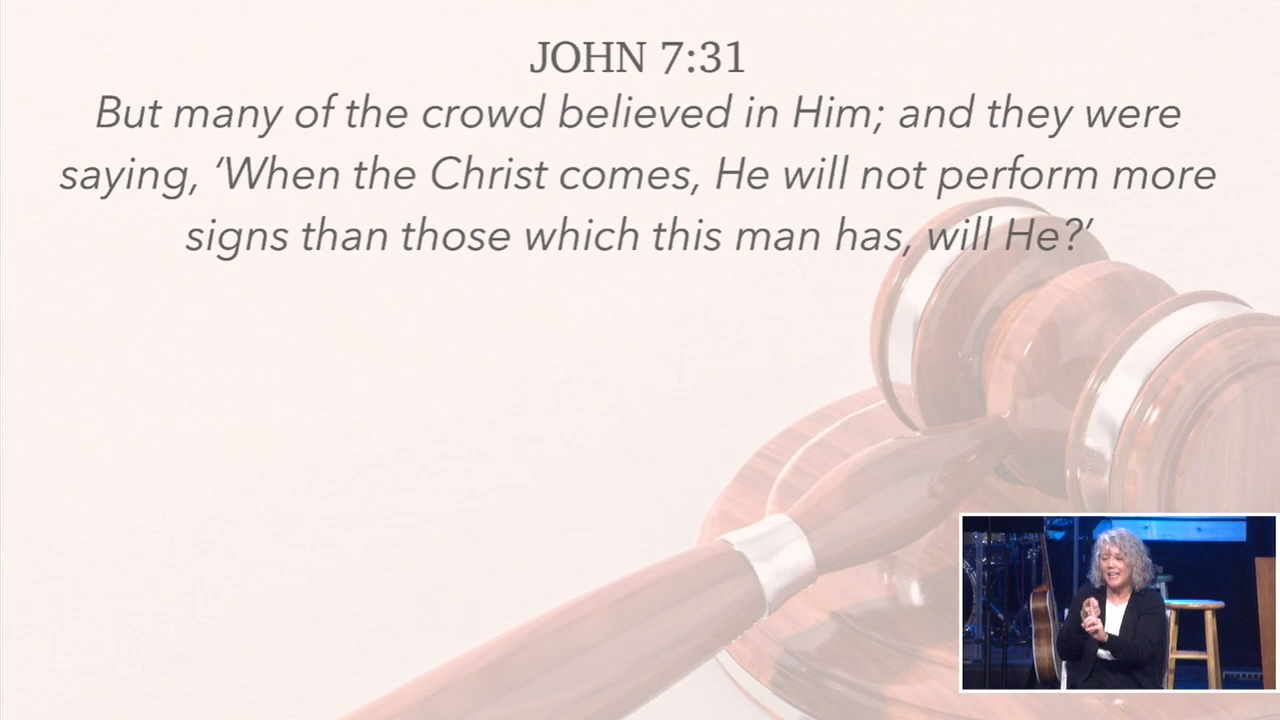 JOHN 7:31
But many of the crowd believed in Him; and they were
saying, ‘When the Christ comes, He will not perform more
signs than those which this man has, will He?’